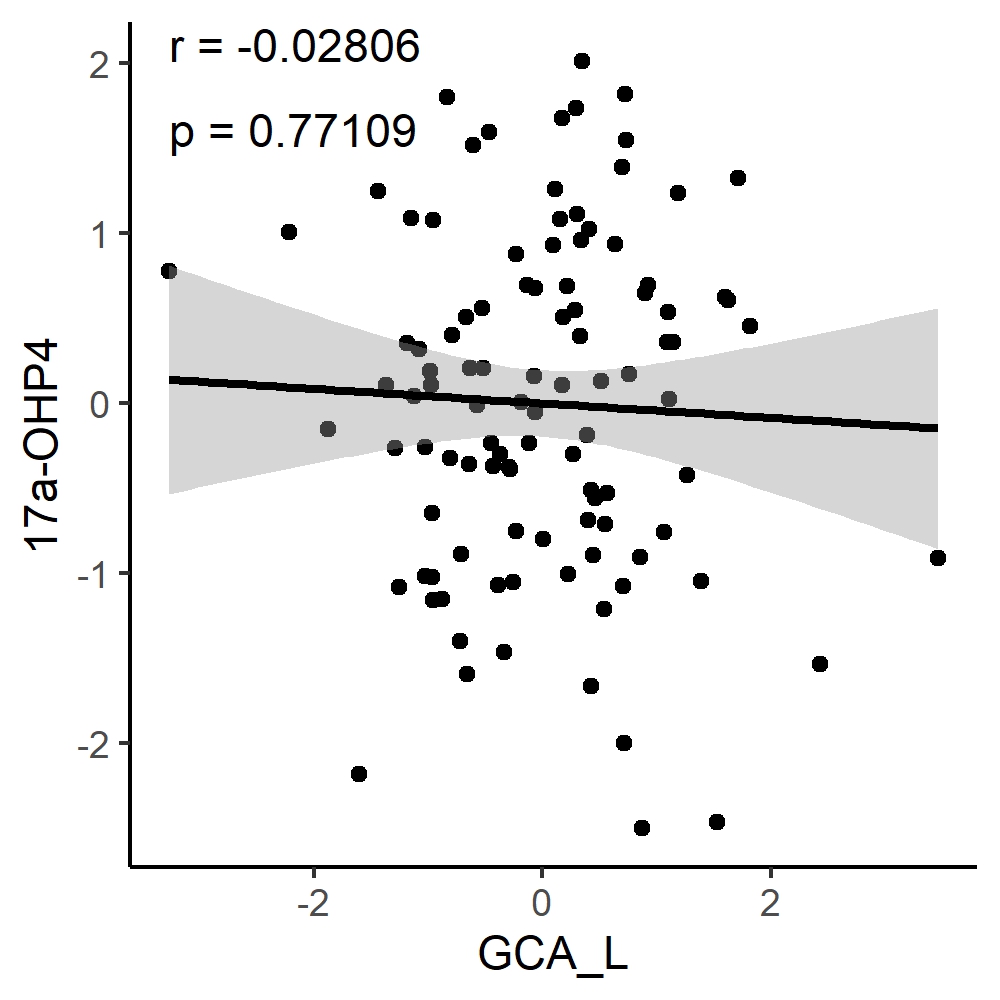 r = -0.02806
p = 0.77109
17a-OHP4
2
1
0
-1
-2
-2 0 2
GCA_L